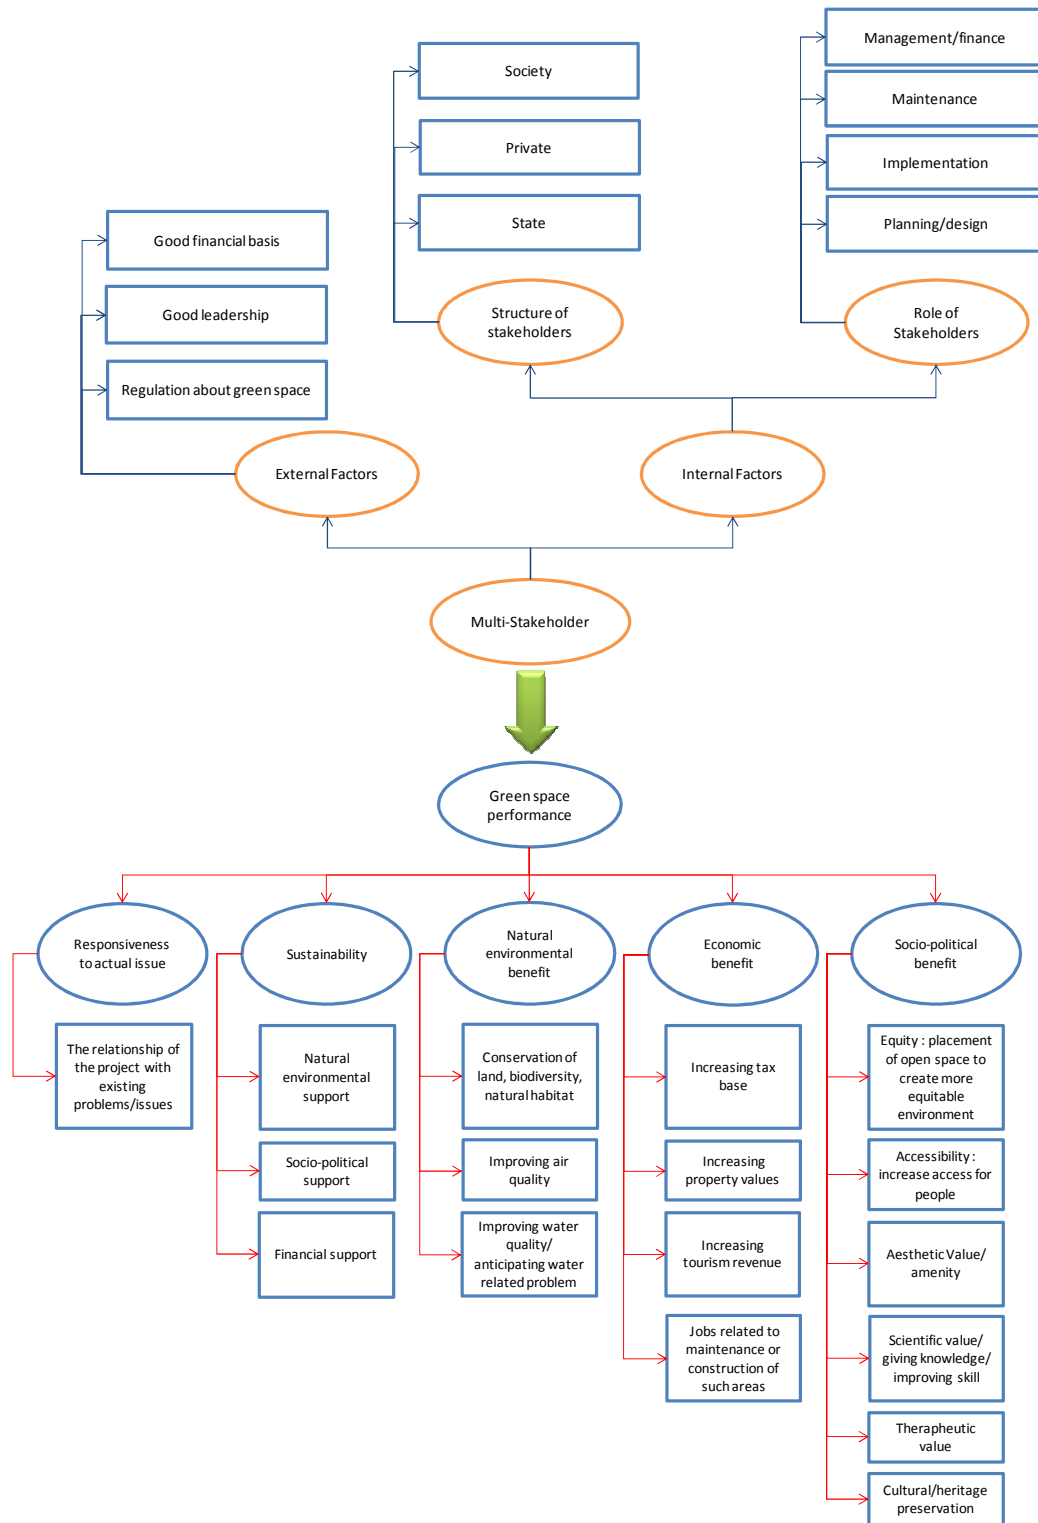 Management/finance
Society
Maintenance
Private
Implementation
State
Planning/design
Good financial basis
Good leadership
Structure of
stakeholders
Role of
Stakeholders
Regulation about green space
External Factors
Internal Factors
Multi-Stakeholder
Green space
performance
Responsiveness
to actual issue
Sustainability
Natural
environmental
benefit
Economic
benefit
Socio-political
benefit
The relationship of
the project with
existing
problems/issues
Natural
environmental
support
Socio-political
support
Financial support
Conservation of
land, biodiversity,
natural habitat
Improving air
quality
Improving water
quality/
anticipating water
related problem
Increasing tax
base
Increasing
property values
Increasing
tourism revenue
Jobs related to
maintenance or
construction of
such areas
Equity : placement
of open space to
create more
equitable
environment
Accessibility :
increase access for
people
Aesthetic Value/
amenity
Scientific value/
giving knowledge/
improving skill
Therapheutic
value
Cultural/heritage
preservation